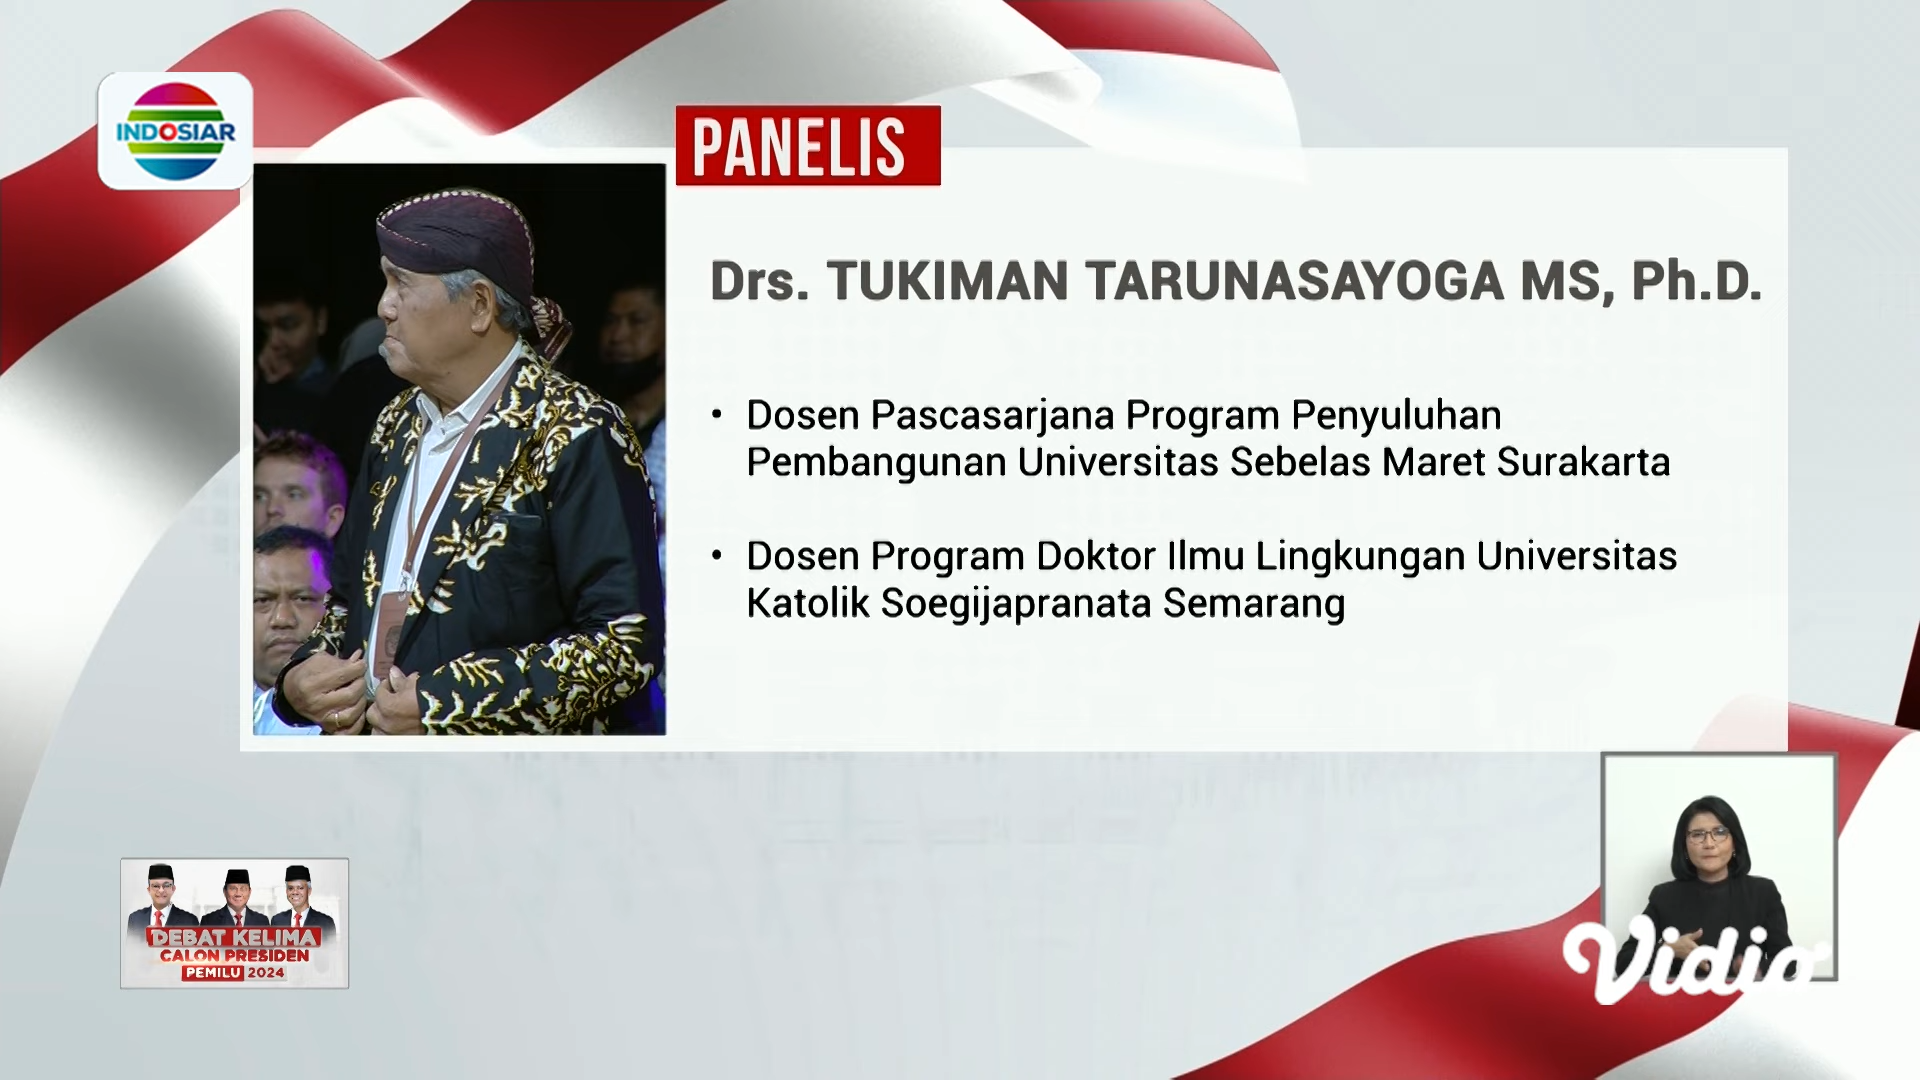 INDOSIAR
PANELIS
Drs. TUKIMAN TARUNASAYOGA MS, Ph.D.
• Dosen Pascasarjana Program Penyuluhan
Pembangunan Universitas Sebelas Maret Surakarta
• Dosen Program Doktor Ilmu Lingkungan Universitas
Katolik Soegijapranata Semarang
DEBAT KELIMA
CALON PRESIDEN
PEMILU 2024
Vidio